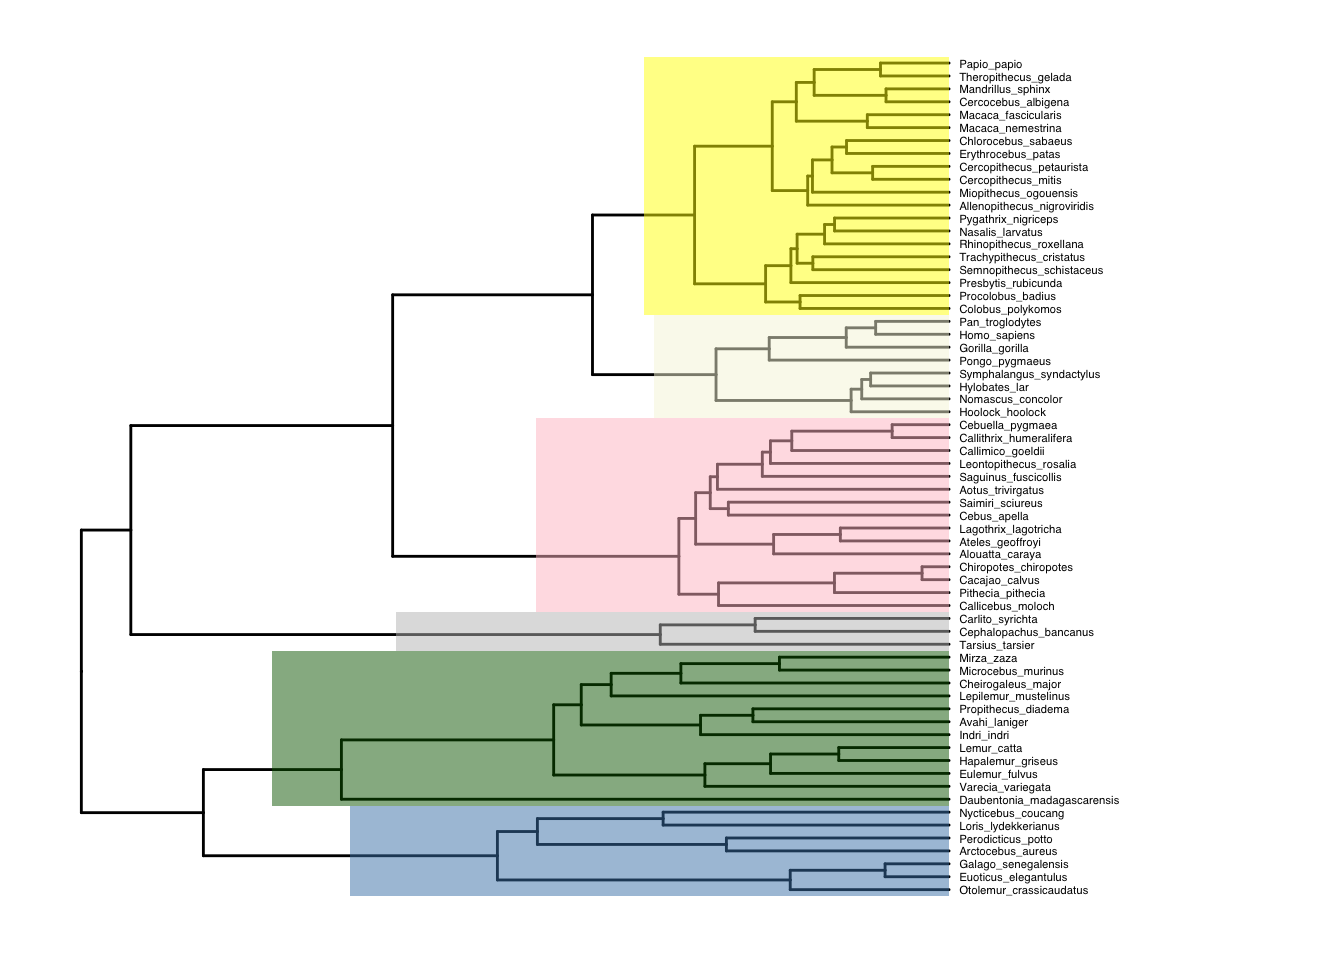 Papio_papio
Theropithecus_gelada
Mandrillus_sphinx
Cercocebus_albigena
Macaca_fascicularis
Macaca_nemestrina
Chlorocebus_sabaeus
Erythrocebus_patas
Cercopithecus_petaurista
Cercopithecus_mitis
Miopithecus_ogouensis
Allenopithecus_nigroviridis
Pygathrix_nigriceps
Nasalis_larvatus
Rhinopithecus_roxellana
Trachypithecus_cristatus
Semnopithecus_schistaceus
Presbytis_rubicunda
Procolobus_badius
Colobus_polykomos
Pan_troglodytes
Homo_sapiens
Gorilla_gorilla
Pongo_pygmaeus
Symphalangus_syndactylus
Hylobates_lar
Nomascus_concolor
Hoolock_hoolock
Cebuella_pygmaea
Callithrix_humeralifera
Callimico_goeldii
Leontopithecus_rosalia
Saguinus_fuscicollis
Aotus_trivirgatus
Saimiri_sciureus
Cebus_apella
Lagothrix_lagotricha
Ateles_geoffroyi
Alouatta_caraya
Chiropotes_chiropotes
Cacajao_calvus
Pithecia_pithecia
Callicebus_moloch
Carlito_syrichta
Cephalopachus_bancanus
Tarsius_tarsier
Mirza_zaza
Microcebus_murinus
Cheirogaleus_major
Lepilemur_mustelinus
Propithecus_diadema
Avahi_laniger
Indri_indri
Lemur_catta
Hapalemur_griseus
Eulemur_fulvus
Varecia_variegata
Daubentonia_madagascarensis
Nycticebus_coucang
Loris_lydekkerianus
Perodicticus_potto
Arctocebus_aureus
Galago_senegalensis
Euoticus_elegantulus
Otolemur_crassicaudatus